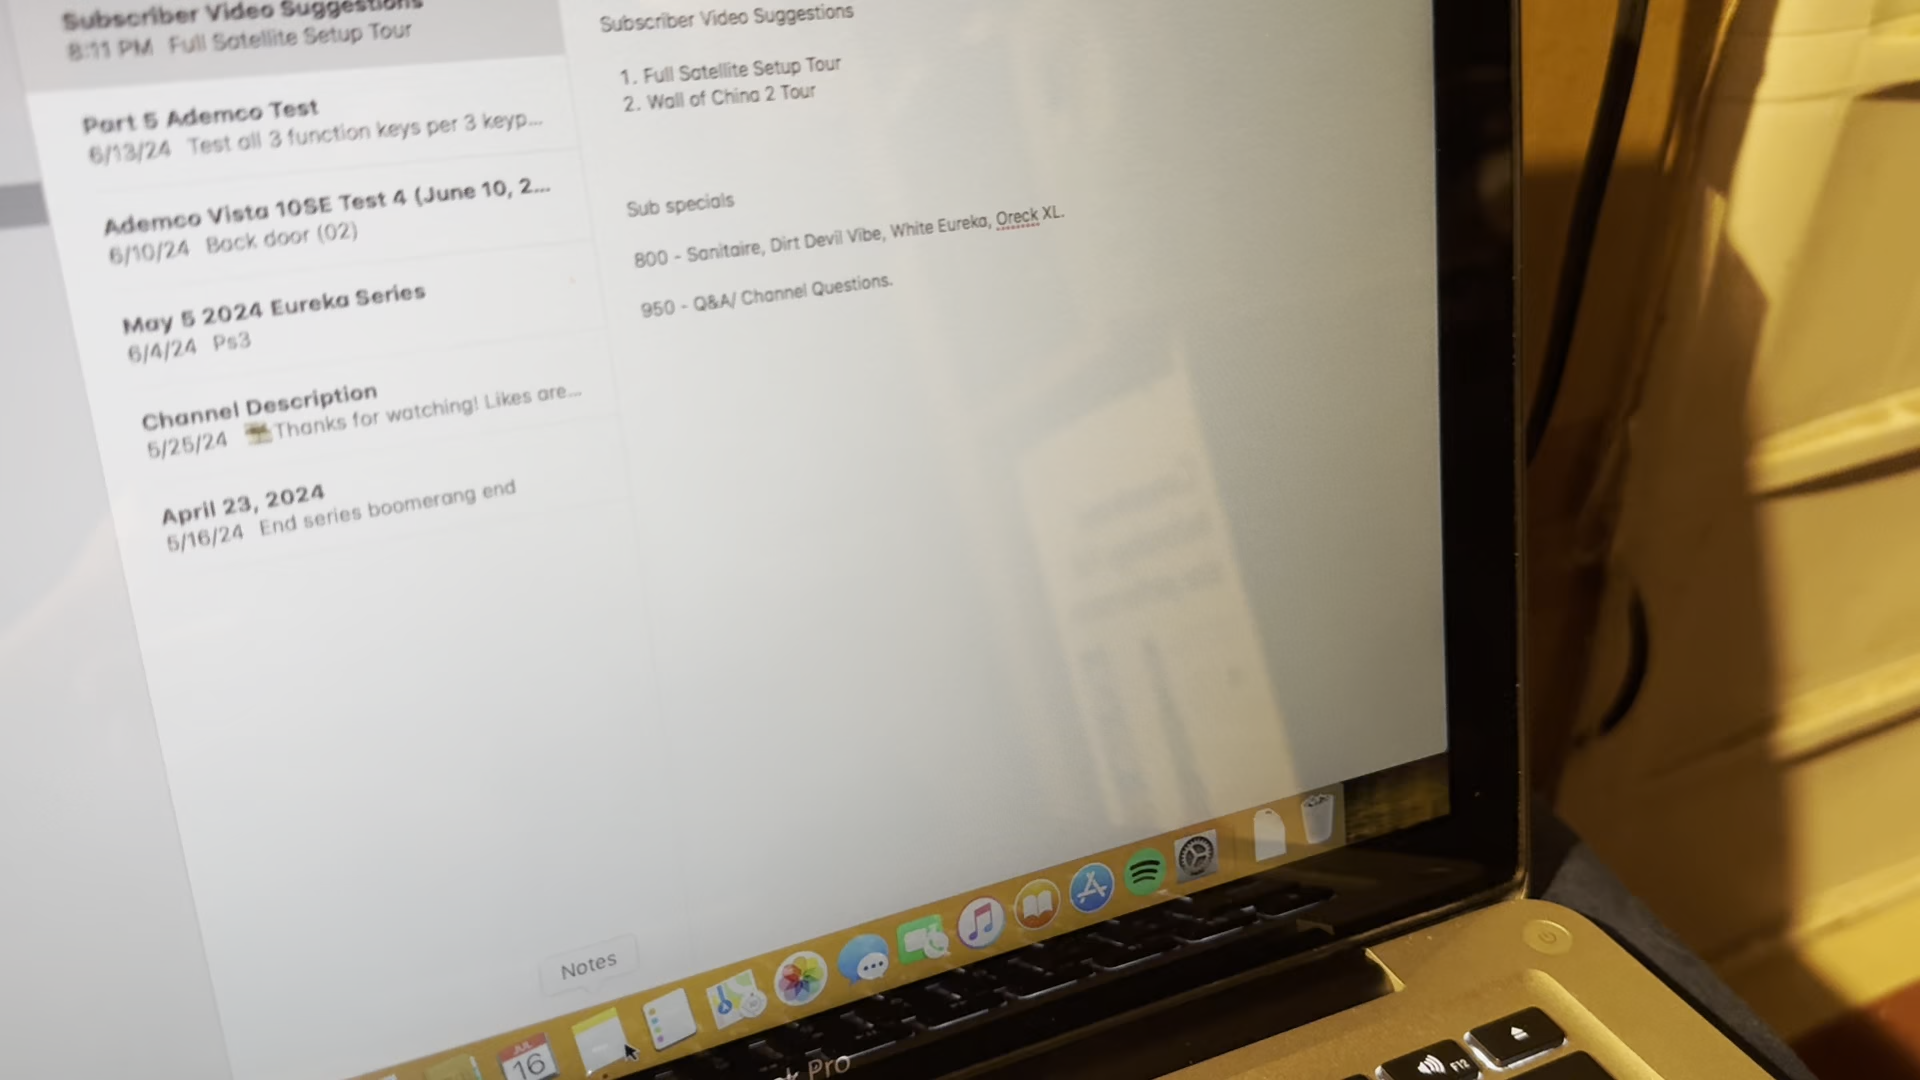 Subscriber Video Suggestions
8:11 PM Full Satellite Setup Tour
Part 5 Ademco Test
6/13/24 Test all 3 function keys per 3 keyp...
Ademco Vista 10SE Test 4 (June 10, 2...
6/10/24 Back door (02)
May 5 2024 Eureka Series
6/4/24 Ps3
Channel Description
5/25/24 Thanks for watching! Likes are...
April 23, 2024
5/16/24 End series boomerang end
Subscriber Video Suggestions
1. Full Satellite Setup Tour
2. Wall of China 2 Tour
Sub specials
800 - Sanitaire, Dirt Devil Vibe, White Eureka, Oreck XL.
950 - Q&A/ Channel Questions.
Notes
JUL
16
Pro
F12